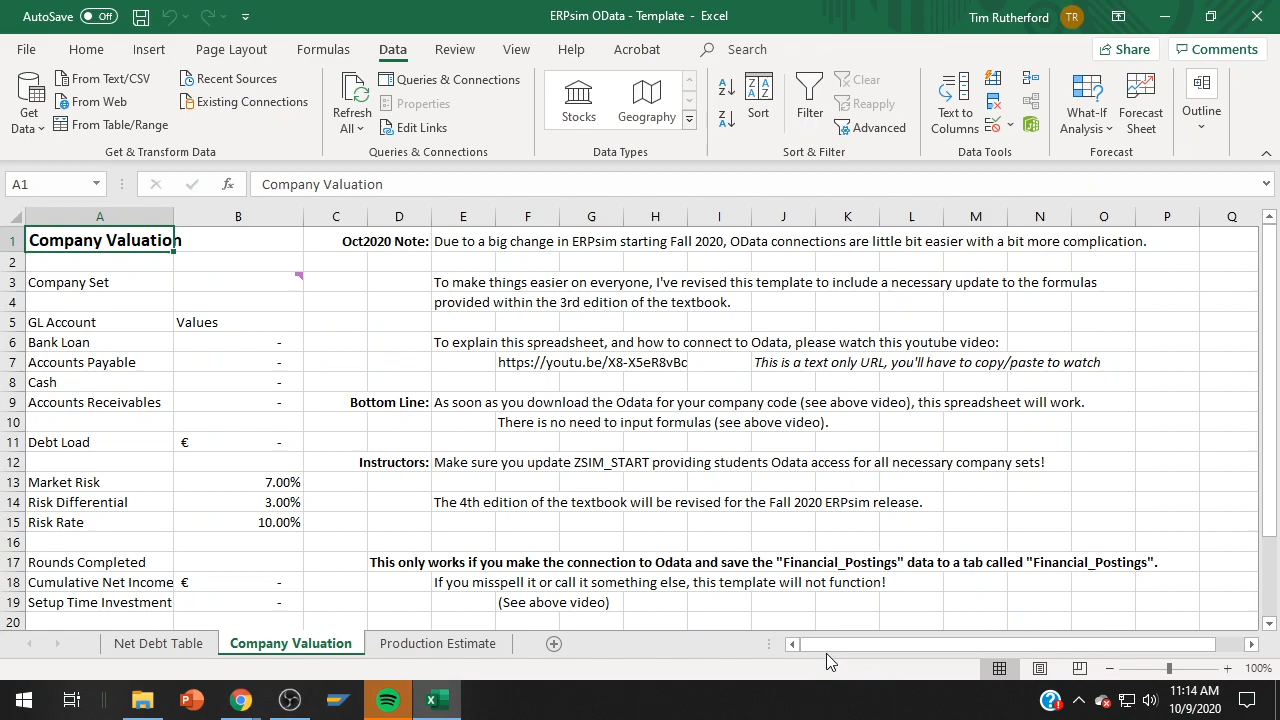 AutoSave Off ERPsim OData - Template - Excel Tim Rutherford TR
File Home Insert Page Layout Formulas Data Review View Help Acrobat Search Share Comments
Get Data
From Text/CSV
From Web
From Table/Range
Recent Sources
Existing Connections
Get & Transform Data
Refresh All
Queries & Connections
Properties
Edit Links
Queries & Connections
Stocks Geography
Data Types
Sort
Filter
Clear
Reapply
Advanced
Sort & Filter
Text to Columns
Data Tools
What-If Analysis
Forecast Sheet
Forecast
Outline
A1 fx Company Valuation
A B C D E F G H I J K L M N O P Q
1 Company Valuation Oct2020 Note: Due to a big change in ERPsim starting Fall 2020, OData connections are little bit easier with a bit more complication.
2
3 Company Set To make things easier on everyone, I've revised this template to include a necessary update to the formulas
4 provided within the 3rd edition of the textbook.
5 GL Account Values
6 Bank Loan - To explain this spreadsheet, and how to connect to Odata, please watch this youtube video:
7 Accounts Payable - https://youtu.be/X8-X5eR8vBc This is a text only URL, you'll have to copy/paste to watch
8 Cash -
9 Accounts Receivables - Bottom Line: As soon as you download the Odata for your company code (see above video), this spreadsheet will work.
10 There is no need to input formulas (see above video).
11 Debt Load € -
12 Instructors: Make sure you update ZSIM_START providing students Odata access for all necessary company sets!
13 Market Risk 7.00%
14 Risk Differential 3.00% The 4th edition of the textbook will be revised for the Fall 2020 ERPsim release.
15 Risk Rate 10.00%
16
17 Rounds Completed This only works if you make the connection to Odata and save the "Financial_Postings" data to a tab called "Financial_Postings".
18 Cumulative Net Income € - If you misspell it or call it something else, this template will not function!
19 Setup Time Investment - (See above video)
20
Net Debt Table Company Valuation Production Estimate
100%
11:14 AM
10/9/2020